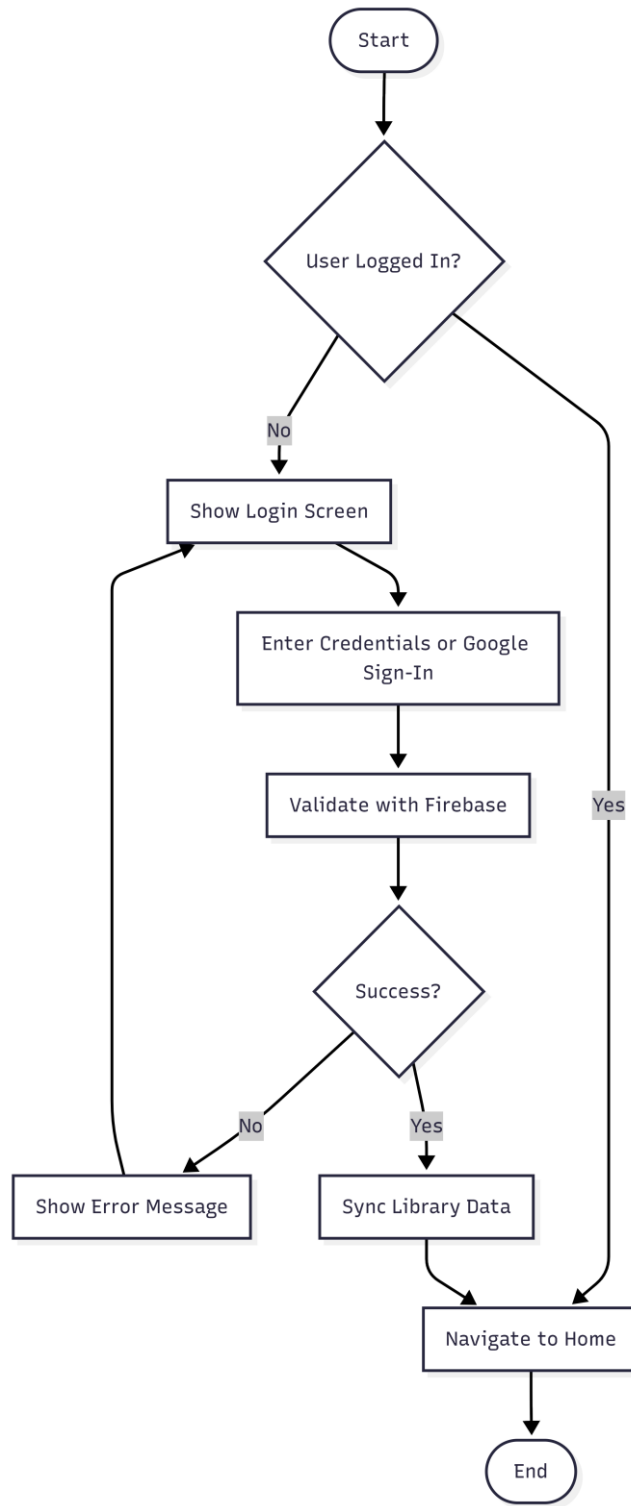 Start
User Logged In?
No
Show Login Screen
Enter Credentials or Google
Sign-In
Validate with Firebase
Yes
Success?
No
Yes
Show Error Message
Sync Library Data
Navigate to Home
End